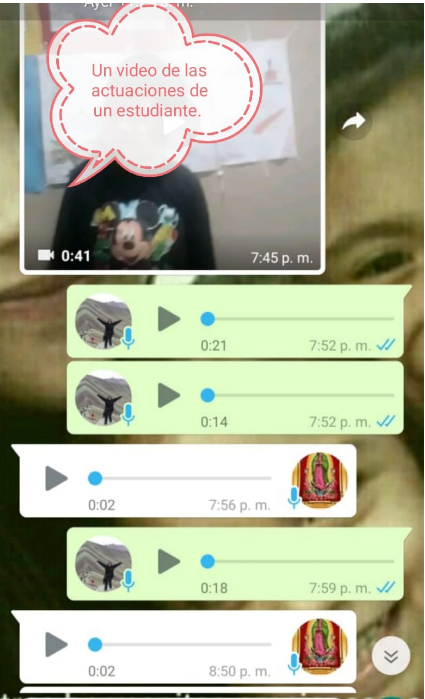 Un video de las
actuaciones de
un estudiante.
0:41 7:45 p. m.
0:21 7:52 p. m.
0:14 7:52 p. m.
0:02 7:56 p. m.
0:18 7:59 p. m.
0:02 8:50 p. m.